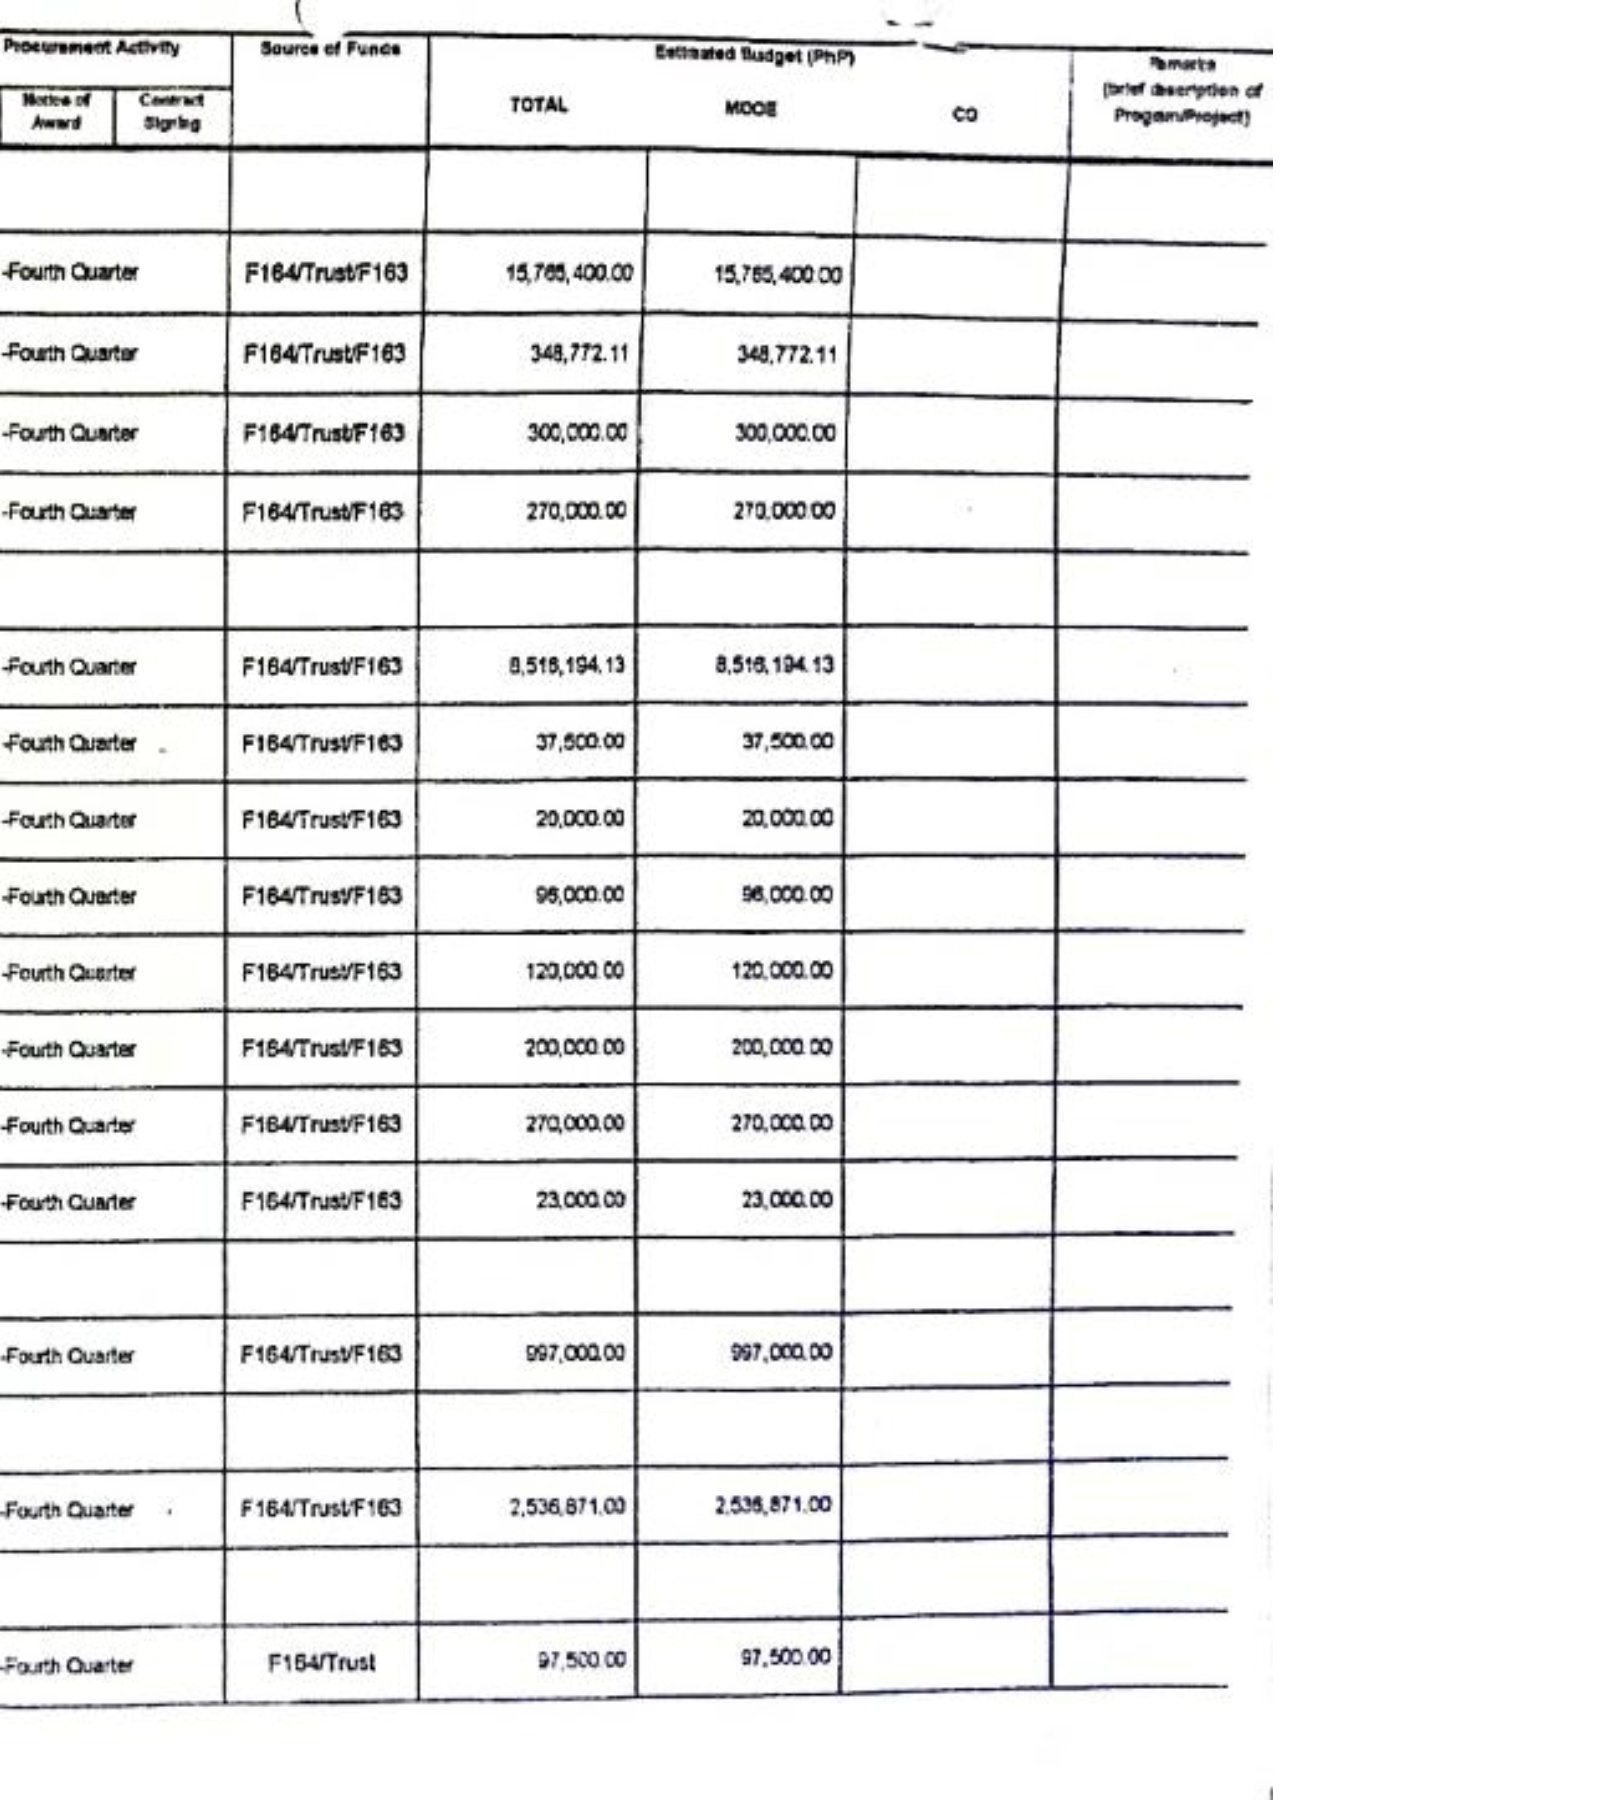 Procurement Activity Source of Funds Estimated Budget (PhP) Remarks
(brief description of
Program/Project)
Notice of Award Contract Signing TOTAL MOOE CO
-Fourth Quarter F164/Trust/F163 15,765,400.00 15,765,400.00
-Fourth Quarter F164/Trust/F163 348,772.11 348,772.11
-Fourth Quarter F164/Trust/F163 300,000.00 300,000.00
-Fourth Quarter F164/Trust/F163 270,000.00 270,000.00
-Fourth Quarter F164/Trust/F163 8,516,194.13 8,516,194.13
-Fourth Quarter F164/Trust/F163 37,500.00 37,500.00
-Fourth Quarter F164/Trust/F163 20,000.00 20,000.00
-Fourth Quarter F164/Trust/F163 96,000.00 96,000.00
-Fourth Quarter F164/Trust/F163 120,000.00 120,000.00
-Fourth Quarter F164/Trust/F163 200,000.00 200,000.00
-Fourth Quarter F164/Trust/F163 270,000.00 270,000.00
-Fourth Quarter F164/Trust/F163 23,000.00 23,000.00
-Fourth Quarter F164/Trust/F163 997,000.00 997,000.00
-Fourth Quarter F164/Trust/F163 2,536,871.00 2,536,871.00
-Fourth Quarter F164/Trust 97,500.00 97,500.00